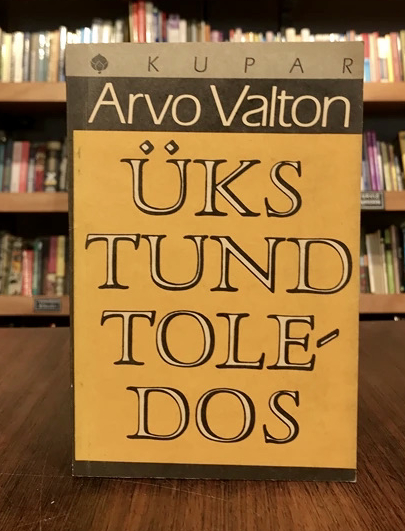 KUPAR
Arvo Valton
ÜKS
TUND
TOLE-
DOS